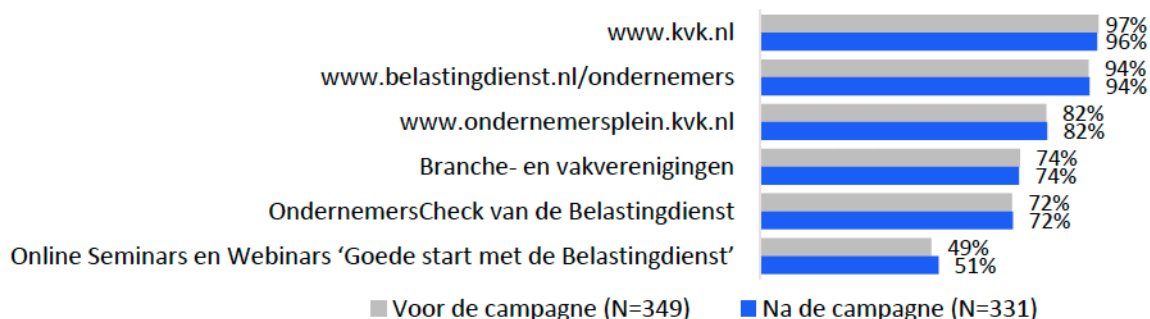 www.kvk.nl 97%
96%
www.belastingdienst.nl/ondernemers 94%
94%
www.ondernemersplein.kvk.nl 82%
82%
Branche- en vakverenigingen 74%
74%
OndernemersCheck van de Belastingdienst 72%
72%
Online Seminars en Webinars ‘Goede start met de Belastingdienst’ 49%
51%
Voor de campagne (N=349) Na de campagne (N=331)